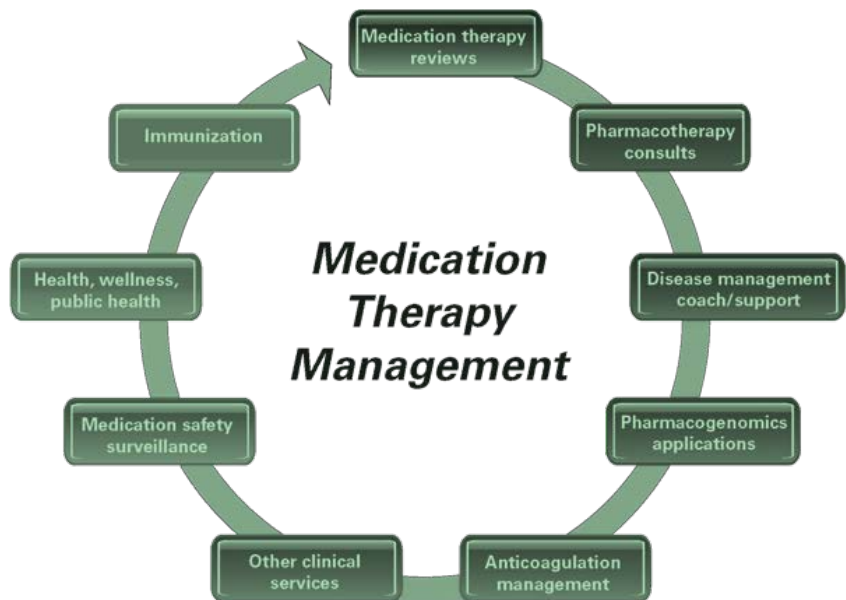 Medication therapy
reviews
Pharmacotherapy
consults
Disease management
coach/support
Pharmacogenomics
applications
Anticoagulation
management
Other clinical
services
Medication safety
surveillance
Health, wellness,
public health
Immunization
Medication
Therapy
Management